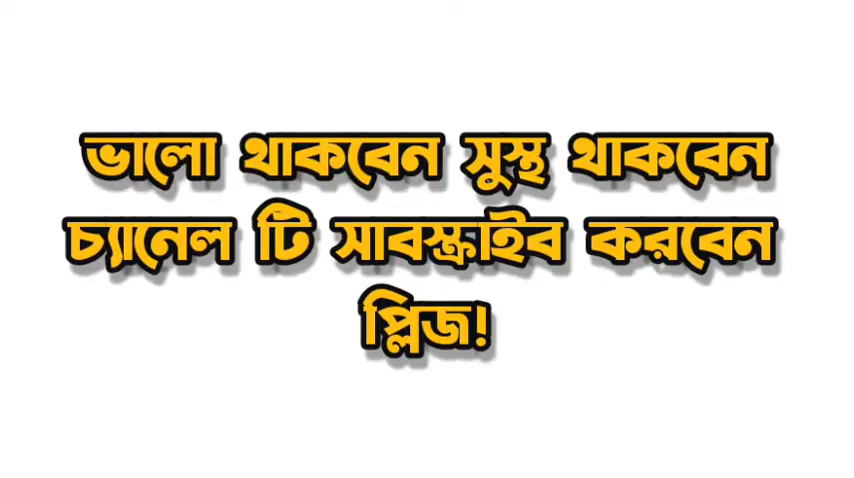 ভালো থাকবেন সুস্থ থাকবেন
চ্যানেল টি সাবস্ক্রাইব করবেন
প্লিজ!